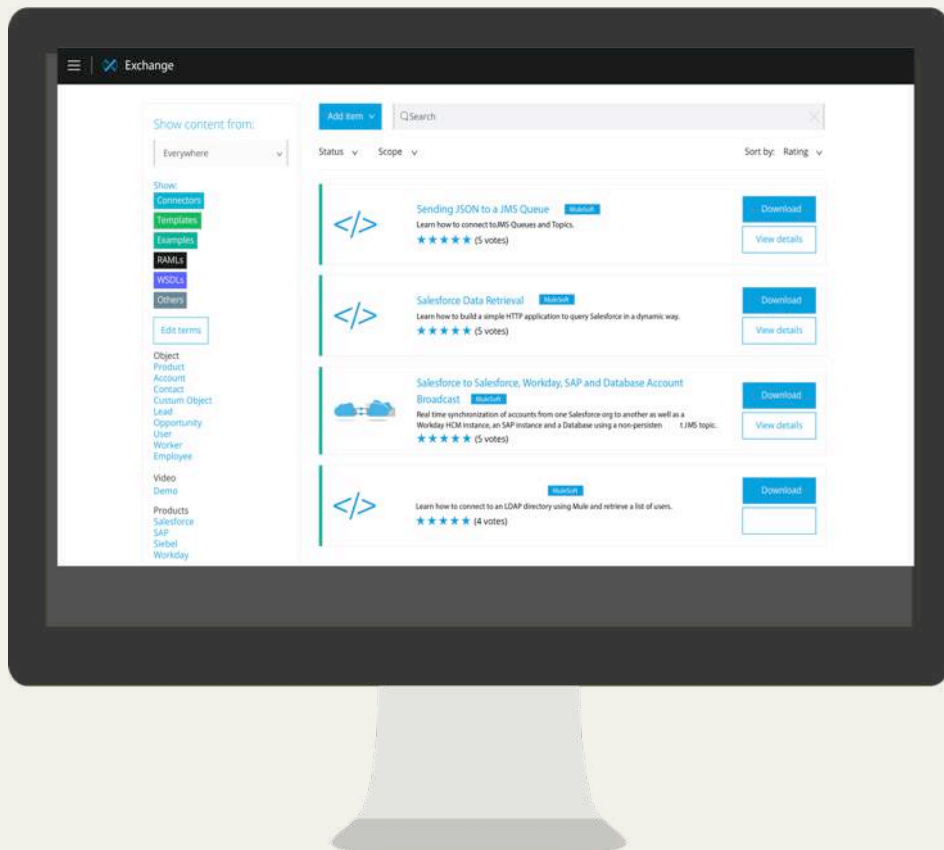 Exchange
Show content from:
Everywhere
Show:
Connectors
Templates
Examples
RAMLs
WSDLs
Others
Edit terms
Object
Product
Account
Contact
Custum Object
Lead
Opportunity
User
Worker
Employee
Video
Demo
Products
Salesforce
SAP
Siebel
Workday
Add item
Search
Status Scope Sort by: Rating
Sending JSON to a JMS Queue MuleSoft
Learn how to connect toJMS Queues and Topics.
(5 votes)
Download
View details
Salesforce Data Retrieval MuleSoft
Learn how to build a simple HTTP application to query Salesforce in a dynamic way.
(5 votes)
Download
View details
Salesforce to Salesforce, Workday, SAP and Database Account
Broadcast MuleSoft
Real time synchronization of accounts from one Salesforce org to another as well as a
Workday HCM instance, an SAP instance and a Database using a non-persisten t JMS topic.
(5 votes)
Download
View details
MuleSoft
Learn how to connect to an LDAP directory using Mule and retrieve a list of users.
(4 votes)
Download